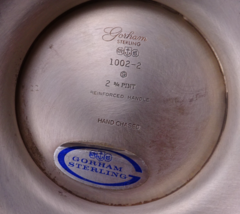 Gorham
STERLING
1002-2
2 ¾ PINT
HAND CHASED
GORHAM
STERLING